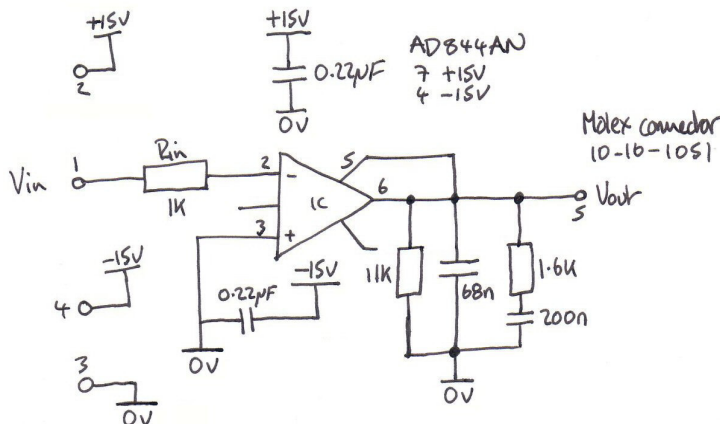 +15V
2
+15V
0.22µF
0V
AD844AN
7 +15V
4 -15V
Molex connector
10-10-1051
Vin
1
Rin
1K
2
-
5
IC
6
3
+
5
Vout
-15V
4
0.22µF
-15V
0V
11K
68n
1.6K
200n
0V
3
0V